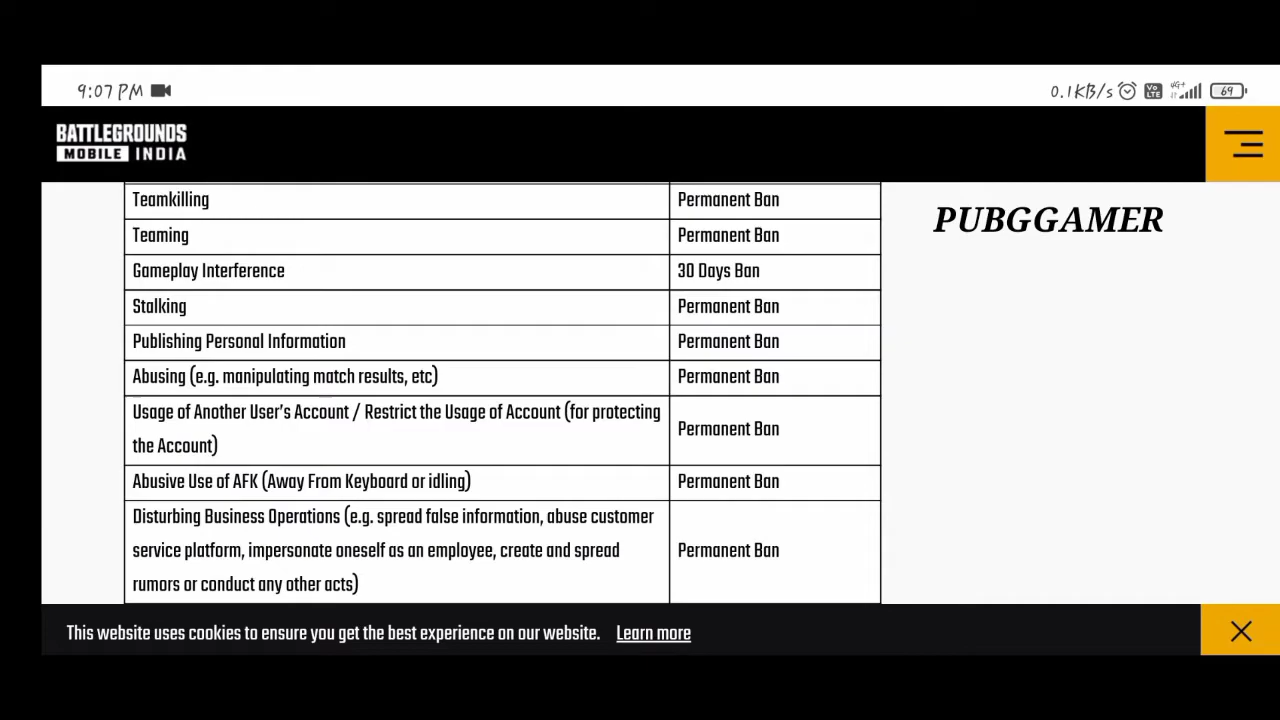 9:07 PM
0.1KB/s Vo LTE 4G+ 69
BATTLEGROUNDS
MOBILE INDIA
Teamkilling Permanent Ban
PUBGGAMER
Teaming Permanent Ban
Gameplay Interference 30 Days Ban
Stalking Permanent Ban
Publishing Personal Information Permanent Ban
Abusing (e.g. manipulating match results, etc) Permanent Ban
Usage of Another User's Account / Restrict the Usage of Account (for protecting
the Account) Permanent Ban
Abusive Use of AFK (Away From Keyboard or idling) Permanent Ban
Disturbing Business Operations (e.g. spread false information, abuse customer
service platform, impersonate oneself as an employee, create and spread
rumors or conduct any other acts) Permanent Ban
This website uses cookies to ensure you get the best experience on our website. Learn more